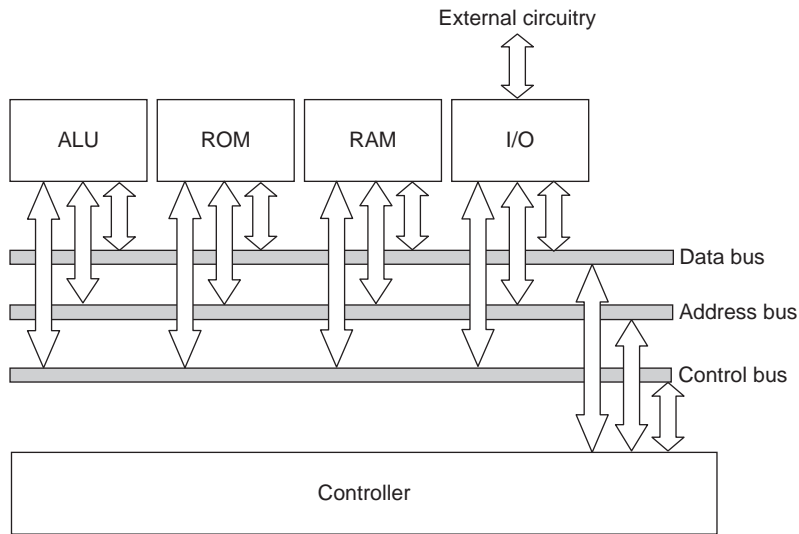 External circuitry
ALU
ROM
RAM
I/O
Data bus
Address bus
Control bus
Controller